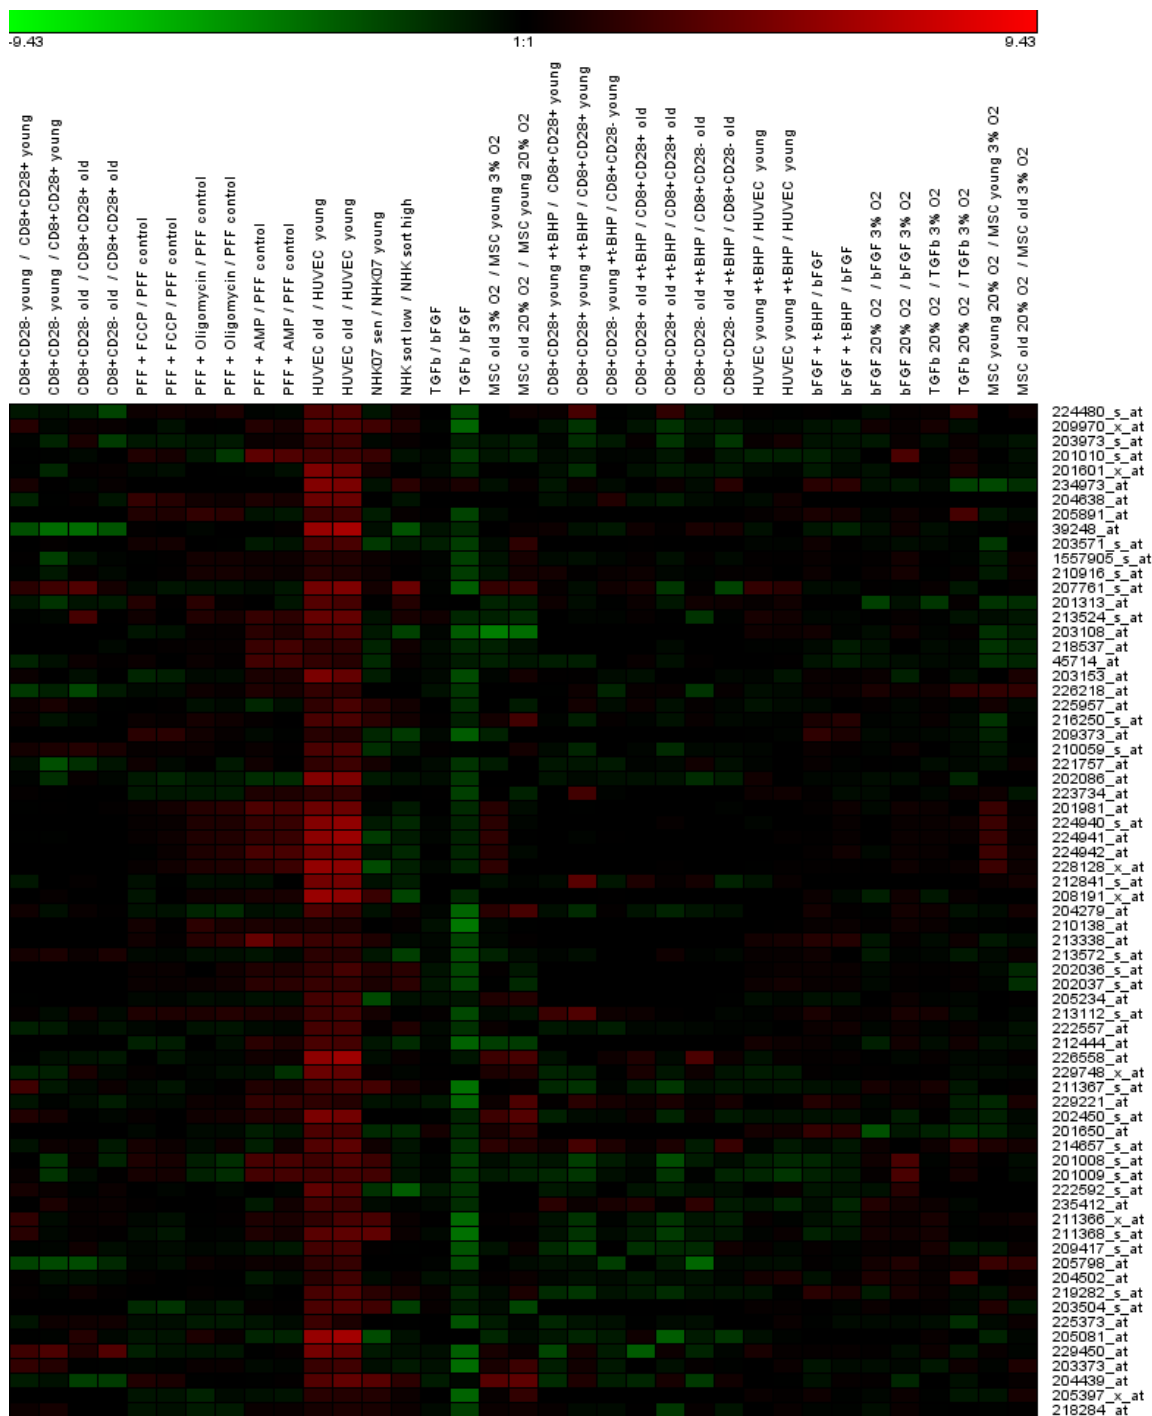 -9.43 1:1 9.43
CD8+CD28- young / CD8+CD28+ young
CD8+CD28- young / CD8+CD28+ young
CD8+CD28- old / CD8+CD28+ old
CD8+CD28- old / CD8+CD28+ old
PFF + FCCP / PFF control
PFF + FCCP / PFF control
PFF + Oligomycin / PFF control
PFF + Oligomycin / PFF control
PFF + AMP / PFF control
PFF + AMP / PFF control
HUVEC old / HUVEC young
HUVEC old / HUVEC young
NHK07 sen / NHK07 young
NHK sort low / NHK sort high
TGFb / bFGF
TGFb / bFGF
MSC old 3% O2 / MSC young 3% O2
MSC old 20% O2 / MSC young 20% O2
CD8+CD28+ young +t-BHP / CD8+CD28+ young
CD8+CD28+ young +t-BHP / CD8+CD28+ young
CD8+CD28- young +t-BHP / CD8+CD28- young
CD8+CD28+ old +t-BHP / CD8+CD28+ old
CD8+CD28+ old +t-BHP / CD8+CD28+ old
CD8+CD28- old +t-BHP / CD8+CD28- old
CD8+CD28- old +t-BHP / CD8+CD28- old
HUVEC young +t-BHP / HUVEC young
HUVEC young +t-BHP / HUVEC young
bFGF + t-BHP / bFGF
bFGF + t-BHP / bFGF
bFGF 20% O2 / bFGF 3% O2
bFGF 20% O2 / bFGF 3% O2
TGFb 20% O2 / TGFb 3% O2
TGFb 20% O2 / TGFb 3% O2
MSC young 20% O2 / MSC young 3% O2
MSC old 20% O2 / MSC old 3% O2
224480_s_at
209970_x_at
203973_s_at
201010_s_at
201601_x_at
234973_at
204638_at
205891_at
39248_at
203571_s_at
1557905_s_at
210916_s_at
207761_s_at
201313_at
213524_s_at
203108_at
218537_at
45714_at
203153_at
226218_at
225957_at
216250_s_at
209373_at
210059_s_at
221757_at
202086_at
223734_at
201981_at
224940_s_at
224941_at
224942_at
228128_x_at
212841_s_at
208191_x_at
204279_at
210138_at
213338_at
213572_s_at
202036_s_at
202037_s_at
205234_at
213112_s_at
222557_at
212444_at
226558_at
229748_x_at
211367_s_at
229221_at
202450_s_at
201650_at
214657_s_at
201008_s_at
201009_s_at
222592_s_at
235412_at
211366_x_at
211368_s_at
209417_s_at
205798_at
204502_at
219282_s_at
203504_s_at
225373_at
205081_at
229450_at
203373_at
204439_at
205397_x_at
218284_at